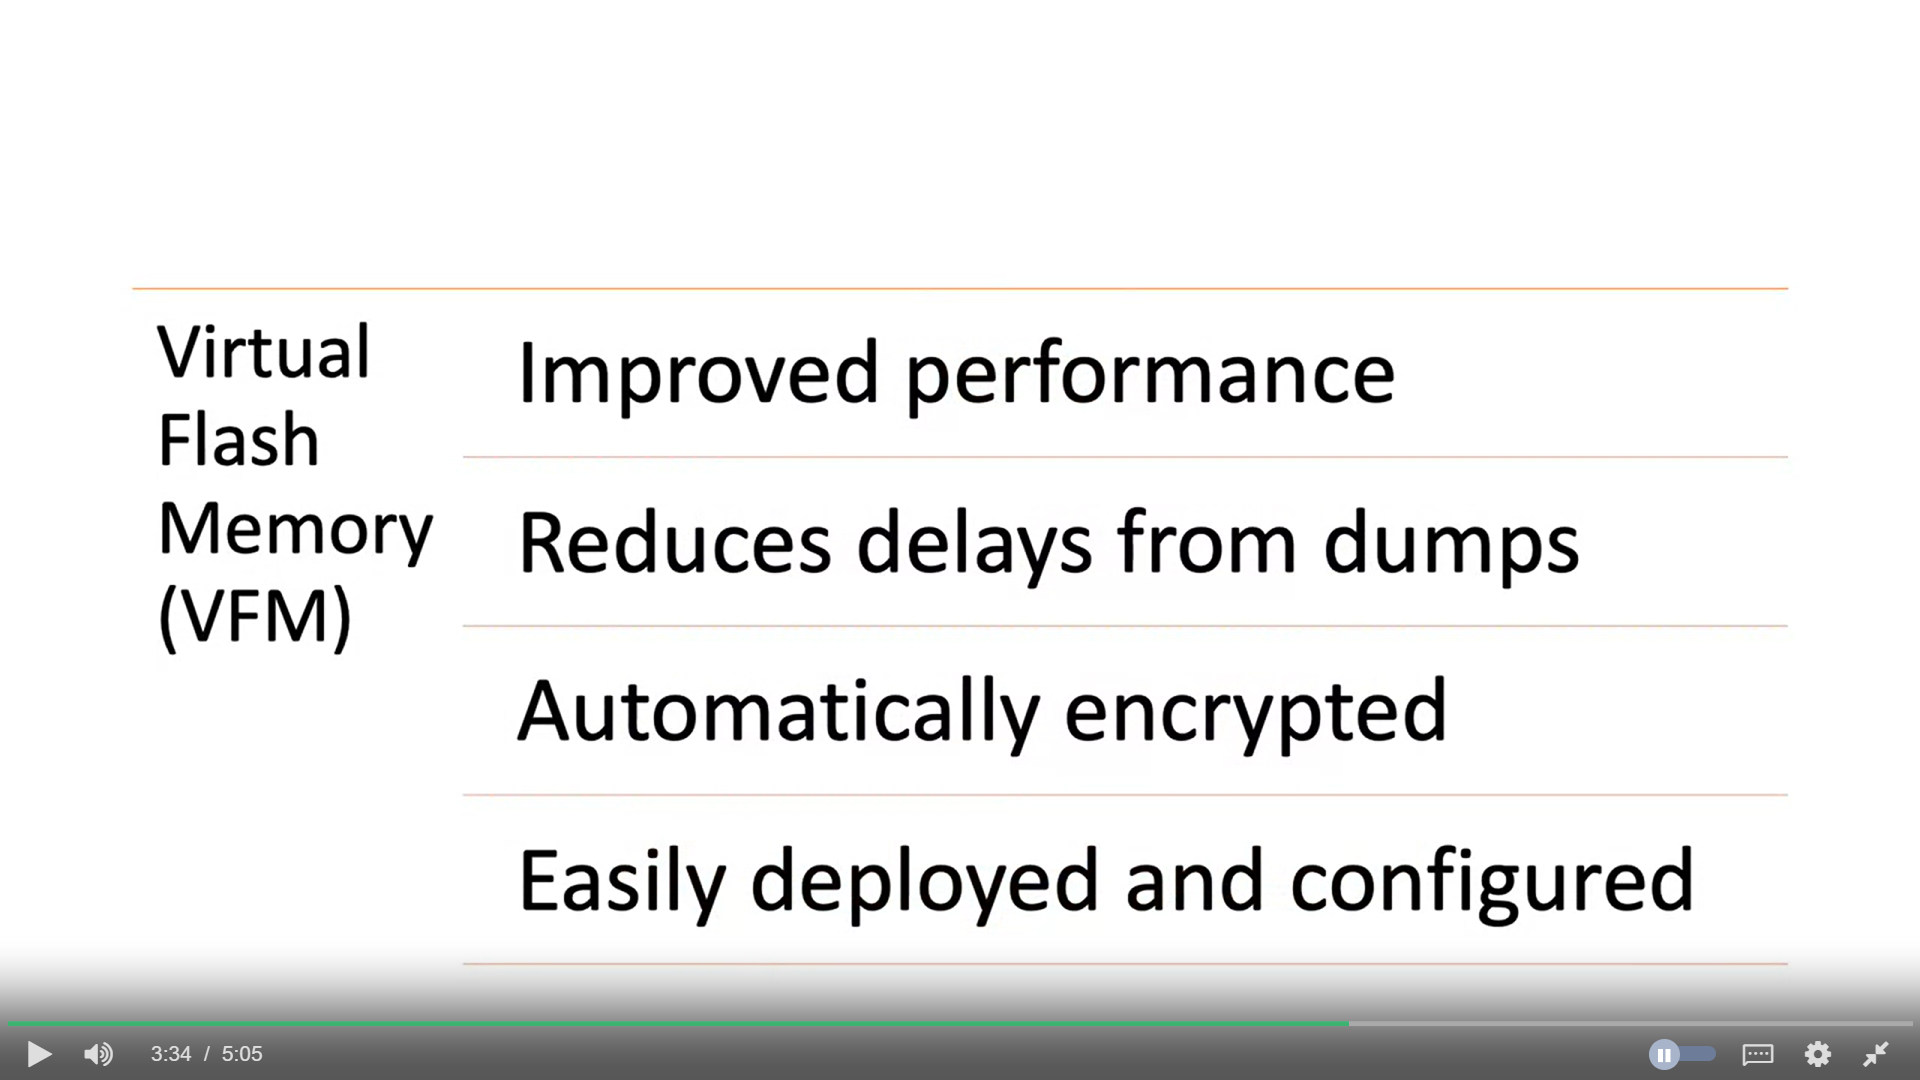 Virtual
Flash
Memory
(VFM)
Improved performance
Reduces delays from dumps
Automatically encrypted
Easily deployed and configured
3:34 / 5:05